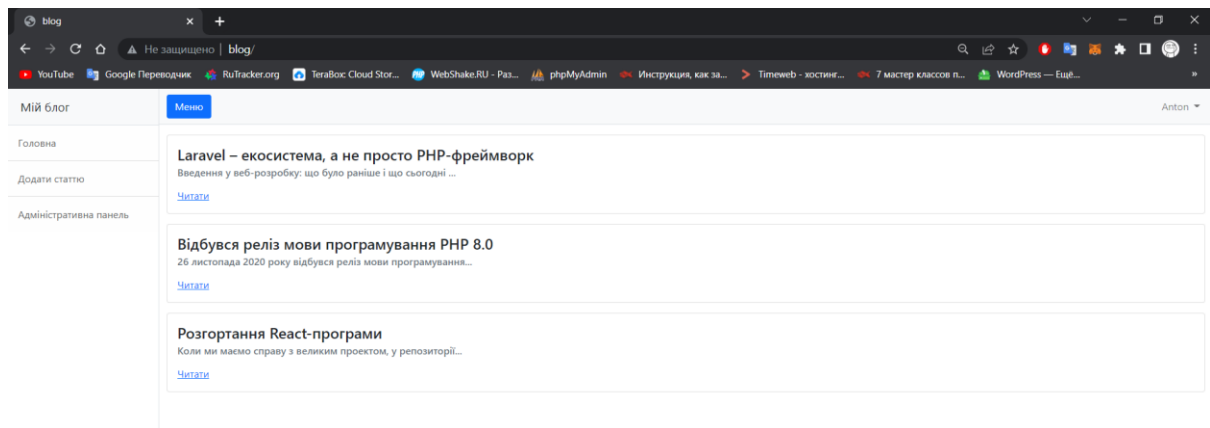 blog
Не защищено | blog/
YouTube Google Переводчик RuTracker.org TeraBox: Cloud Stor... WebShake.RU - Раз... phpMyAdmin Инструкция, как за... Timeweb - хостинг... 7 мастер классов п... WordPress — Ещё... »
Мій блог Меню Anton
Головна
Додати статтю
Адміністративна панель
Laravel – екосистема, а не просто PHP-фреймворк
Введення у веб-розробку: що було раніше і що сьогодні ...
Читати
Відбувся реліз мови програмування PHP 8.0
26 листопада 2020 року відбувся реліз мови програмування...
Читати
Розгортання React-програми
Коли ми маємо справу з великим проектом, у репозиторії...
Читати